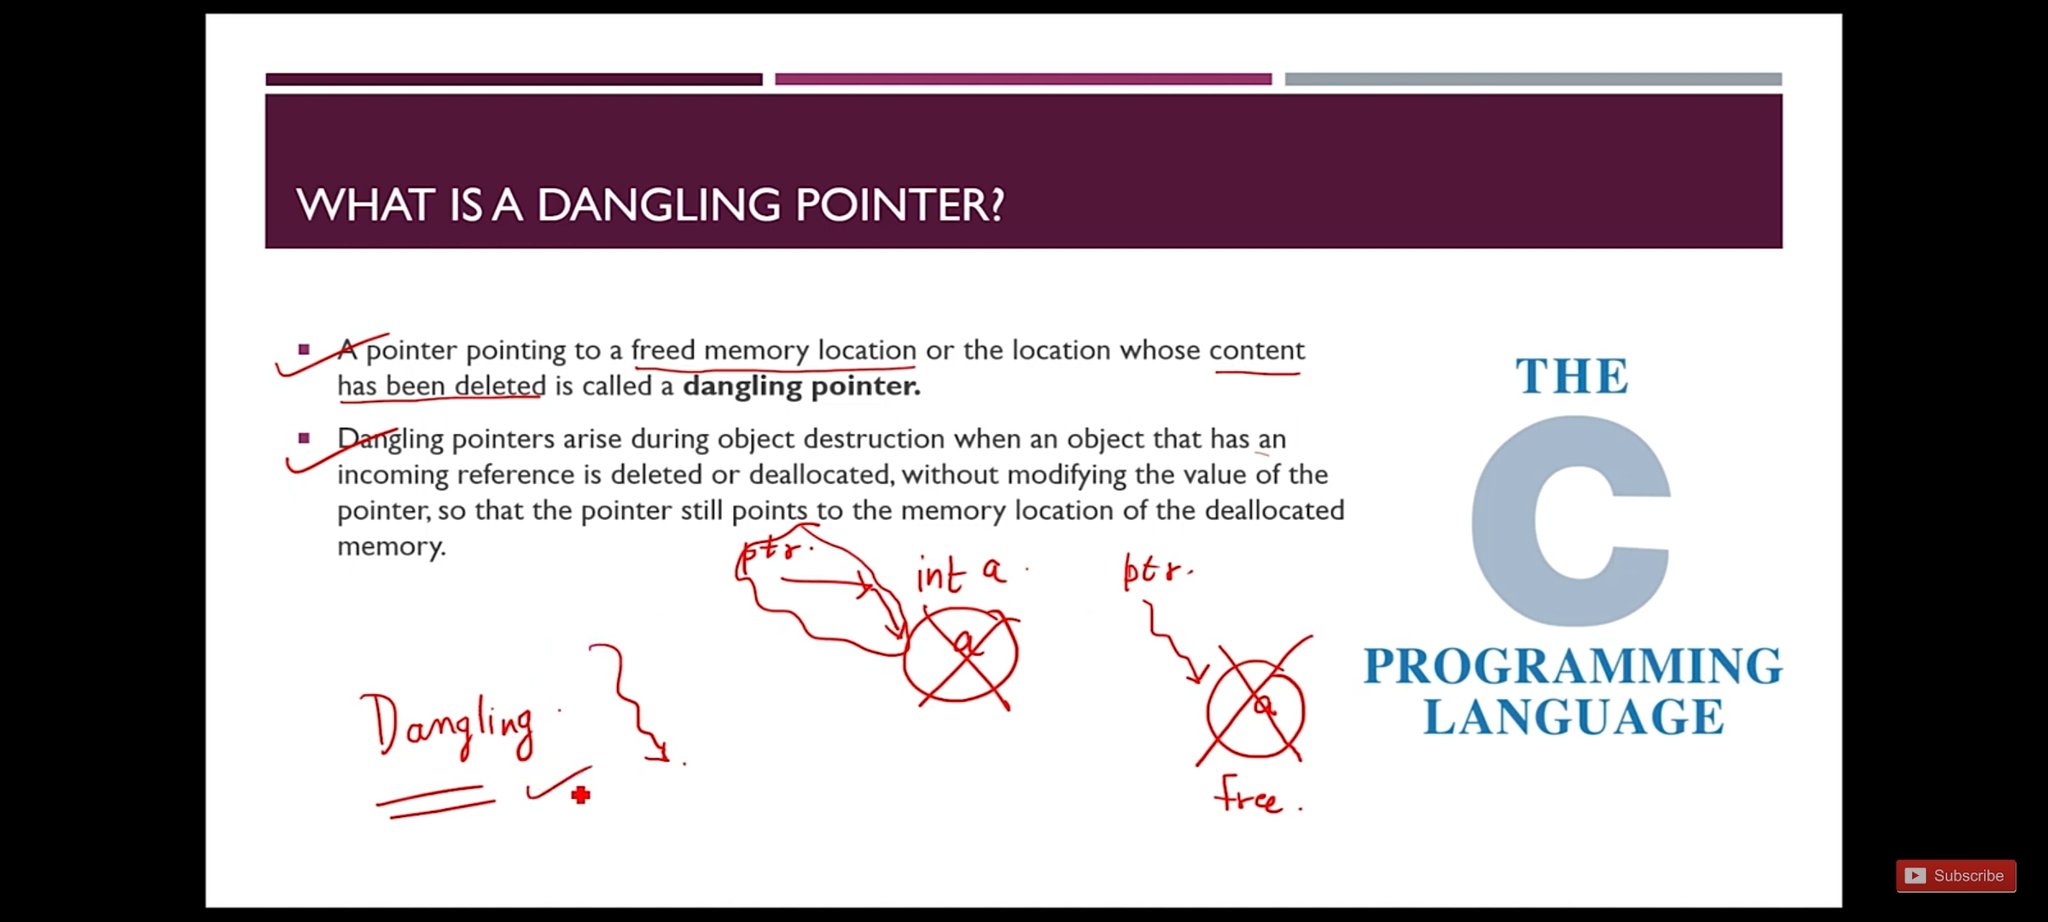 WHAT IS A DANGLING POINTER?
A pointer pointing to a freed memory location or the location whose content
has been deleted is called a dangling pointer.
Dangling pointers arise during object destruction when an object that has an
incoming reference is deleted or deallocated, without modifying the value of the
pointer, so that the pointer still points to the memory location of the deallocated
memory.
ptr.
int a
a
ptr.
a
free.
Dangling
THE
C
PROGRAMMING
LANGUAGE
Subscribe